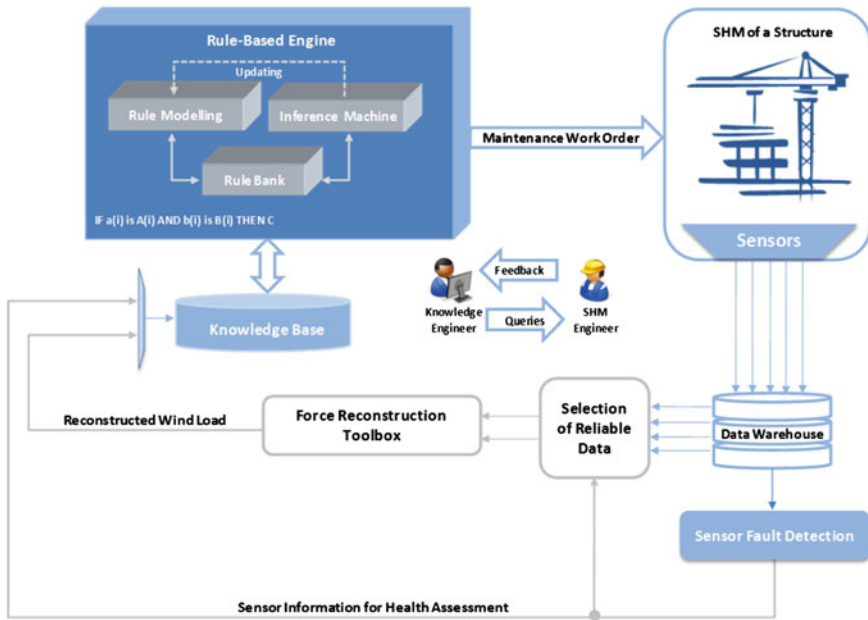 Rule-Based Engine
Updating
Rule Modelling
Inference Machine
Rule Bank
IF a(i) is A(i) AND b(i) is B(i) THEN C
Maintenance Work Order
SHM of a Structure
Sensors
Feedback
Knowledge
Engineer
Queries
SHM
Engineer
Knowledge Base
Reconstructed Wind Load
Force Reconstruction
Toolbox
Selection
of Reliable
Data
Data Warehouse
Sensor Fault Detection
Sensor Information for Health Assessment